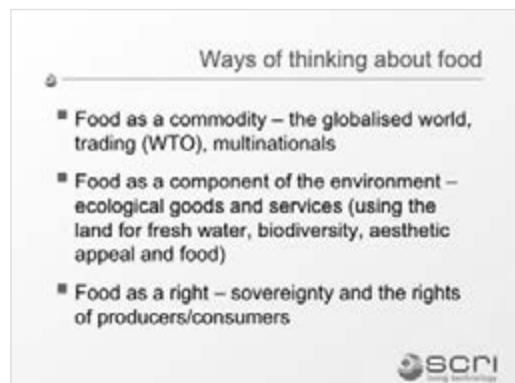 Ways of thinking about food
▪ Food as a commodity – the globalised world,
trading (WTO), multinationals
▪ Food as a component of the environment –
ecological goods and services (using the
land for fresh water, biodiversity, aesthetic
appeal and food)
▪ Food as a right – sovereignty and the rights
of producers/consumers
scri
living technology